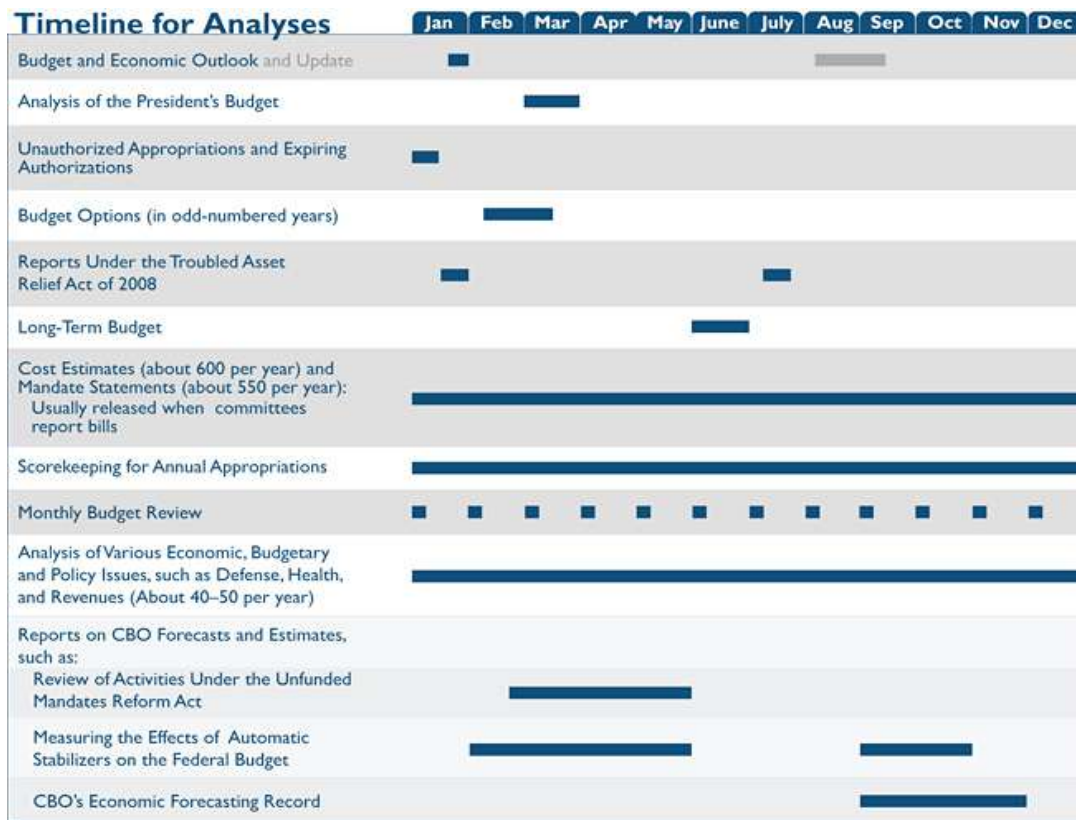 Timeline for Analyses
Jan Feb Mar Apr May June July Aug Sep Oct Nov Dec
Budget and Economic Outlook and Update
Analysis of the President's Budget
Unauthorized Appropriations and Expiring
Authorizations
Budget Options (in odd-numbered years)
Reports Under the Troubled Asset
Relief Act of 2008
Long-Term Budget
Cost Estimates (about 600 per year) and
Mandate Statements (about 550 per year):
Usually released when committees
report bills
Scorekeeping for Annual Appropriations
Monthly Budget Review
Analysis of Various Economic, Budgetary
and Policy Issues, such as Defense, Health,
and Revenues (About 40–50 per year)
Reports on CBO Forecasts and Estimates,
such as:
Review of Activities Under the Unfunded
Mandates Reform Act
Measuring the Effects of Automatic
Stabilizers on the Federal Budget
CBO's Economic Forecasting Record